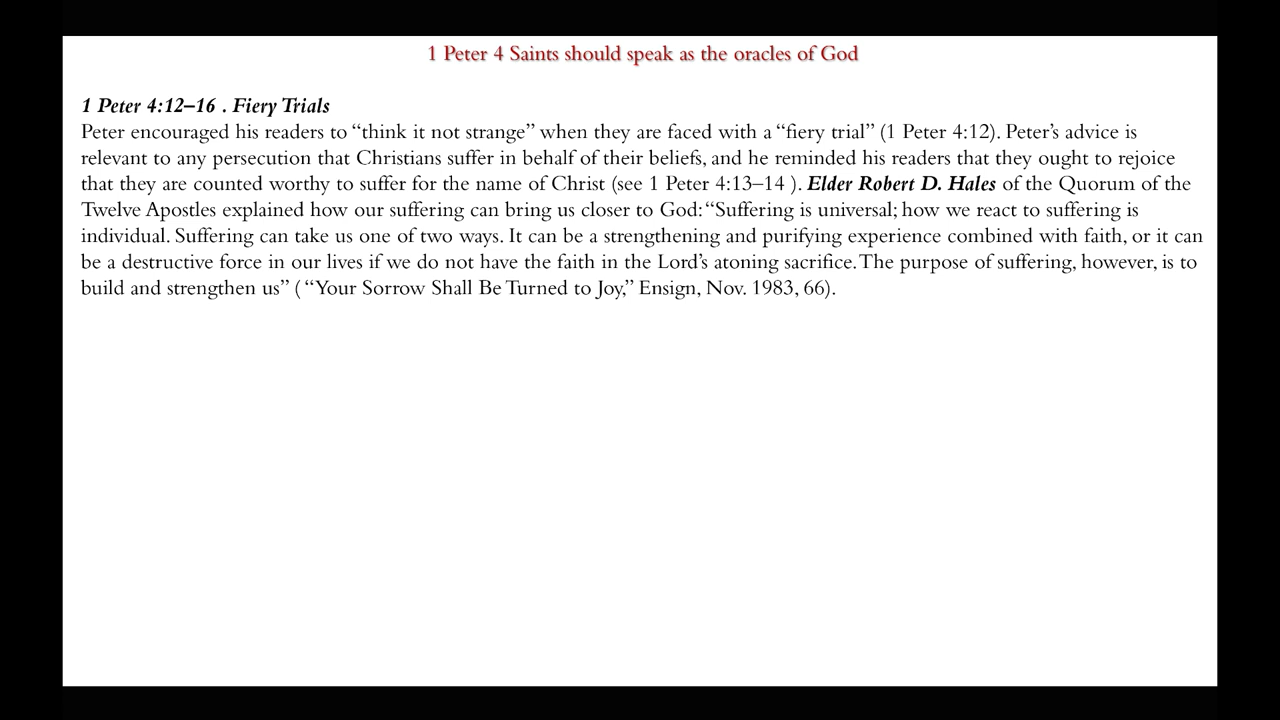 1 Peter 4 Saints should speak as the oracles of God
1 Peter 4:12–16 . Fiery Trials
Peter encouraged his readers to “think it not strange” when they are faced with a “fiery trial” (1 Peter 4:12). Peter’s advice is
relevant to any persecution that Christians suffer in behalf of their beliefs, and he reminded his readers that they ought to rejoice
that they are counted worthy to suffer for the name of Christ (see 1 Peter 4:13–14 ). Elder Robert D. Hales of the Quorum of the
Twelve Apostles explained how our suffering can bring us closer to God: “Suffering is universal; how we react to suffering is
individual. Suffering can take us one of two ways. It can be a strengthening and purifying experience combined with faith, or it can
be a destructive force in our lives if we do not have the faith in the Lord’s atoning sacrifice. The purpose of suffering, however, is to
build and strengthen us” ( “Your Sorrow Shall Be Turned to Joy,” Ensign, Nov. 1983, 66).